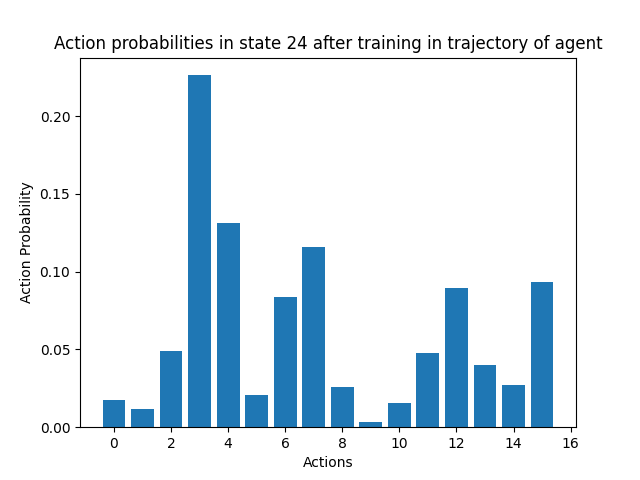 Action probabilities in state 24 after training in trajectory of agent
Action Probability
0.20
0.15
0.10
0.05
0.00
0 2 4 6 8 10 12 14 16
Actions